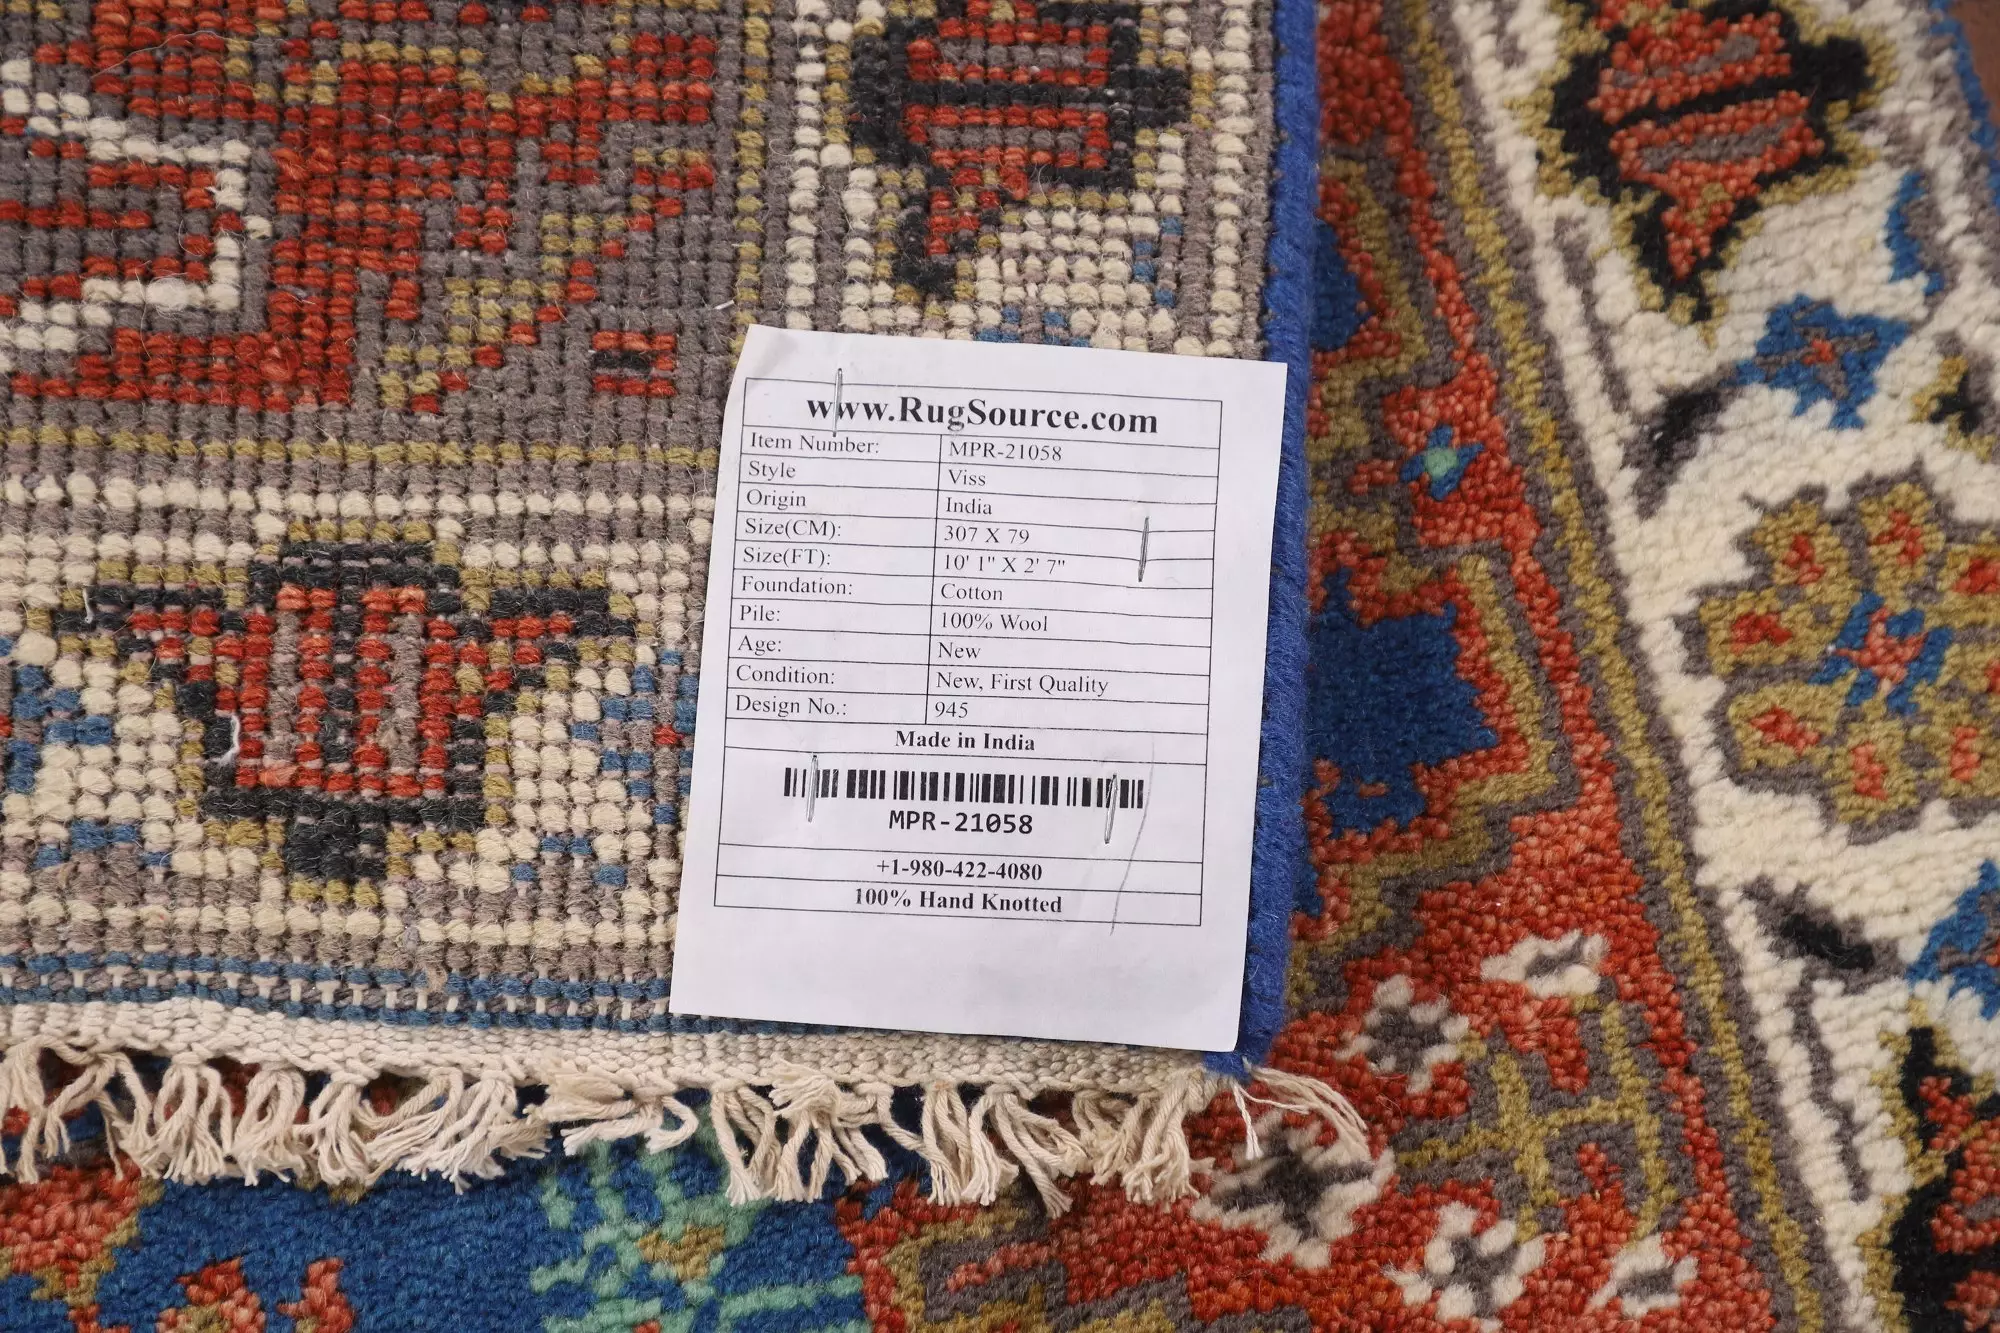 www.RugSource.com
Item Number: MPR-21058
Style Viss
Origin India
Size(CM): 307 X 79
Size(FT): 10' 1" X 2' 7"
Foundation: Cotton
Pile: 100% Wool
Age: New
Condition: New, First Quality
Design No.: 945
Made in India
MPR-21058
+1-980-422-4080
100% Hand Knotted